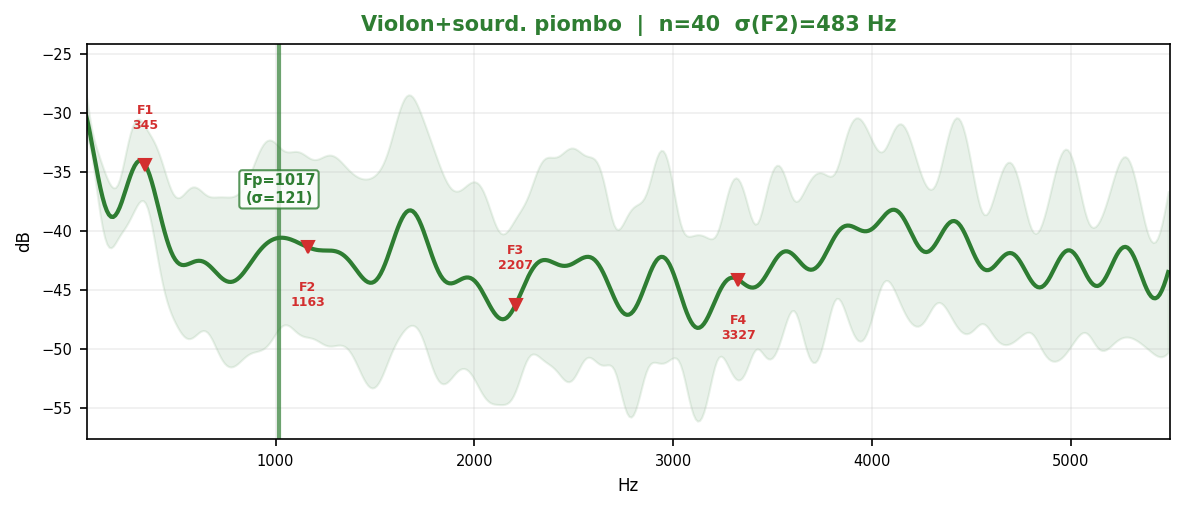 Violon+sourd. piombo | n=40 σ(F2)=483 Hz
−25
−30
−35
−40
−45
−50
−55
dB
F1
345
Fp=1017
(σ=121)
F2
1163
F3
2207
F4
3327
1000
2000
3000
4000
5000
Hz